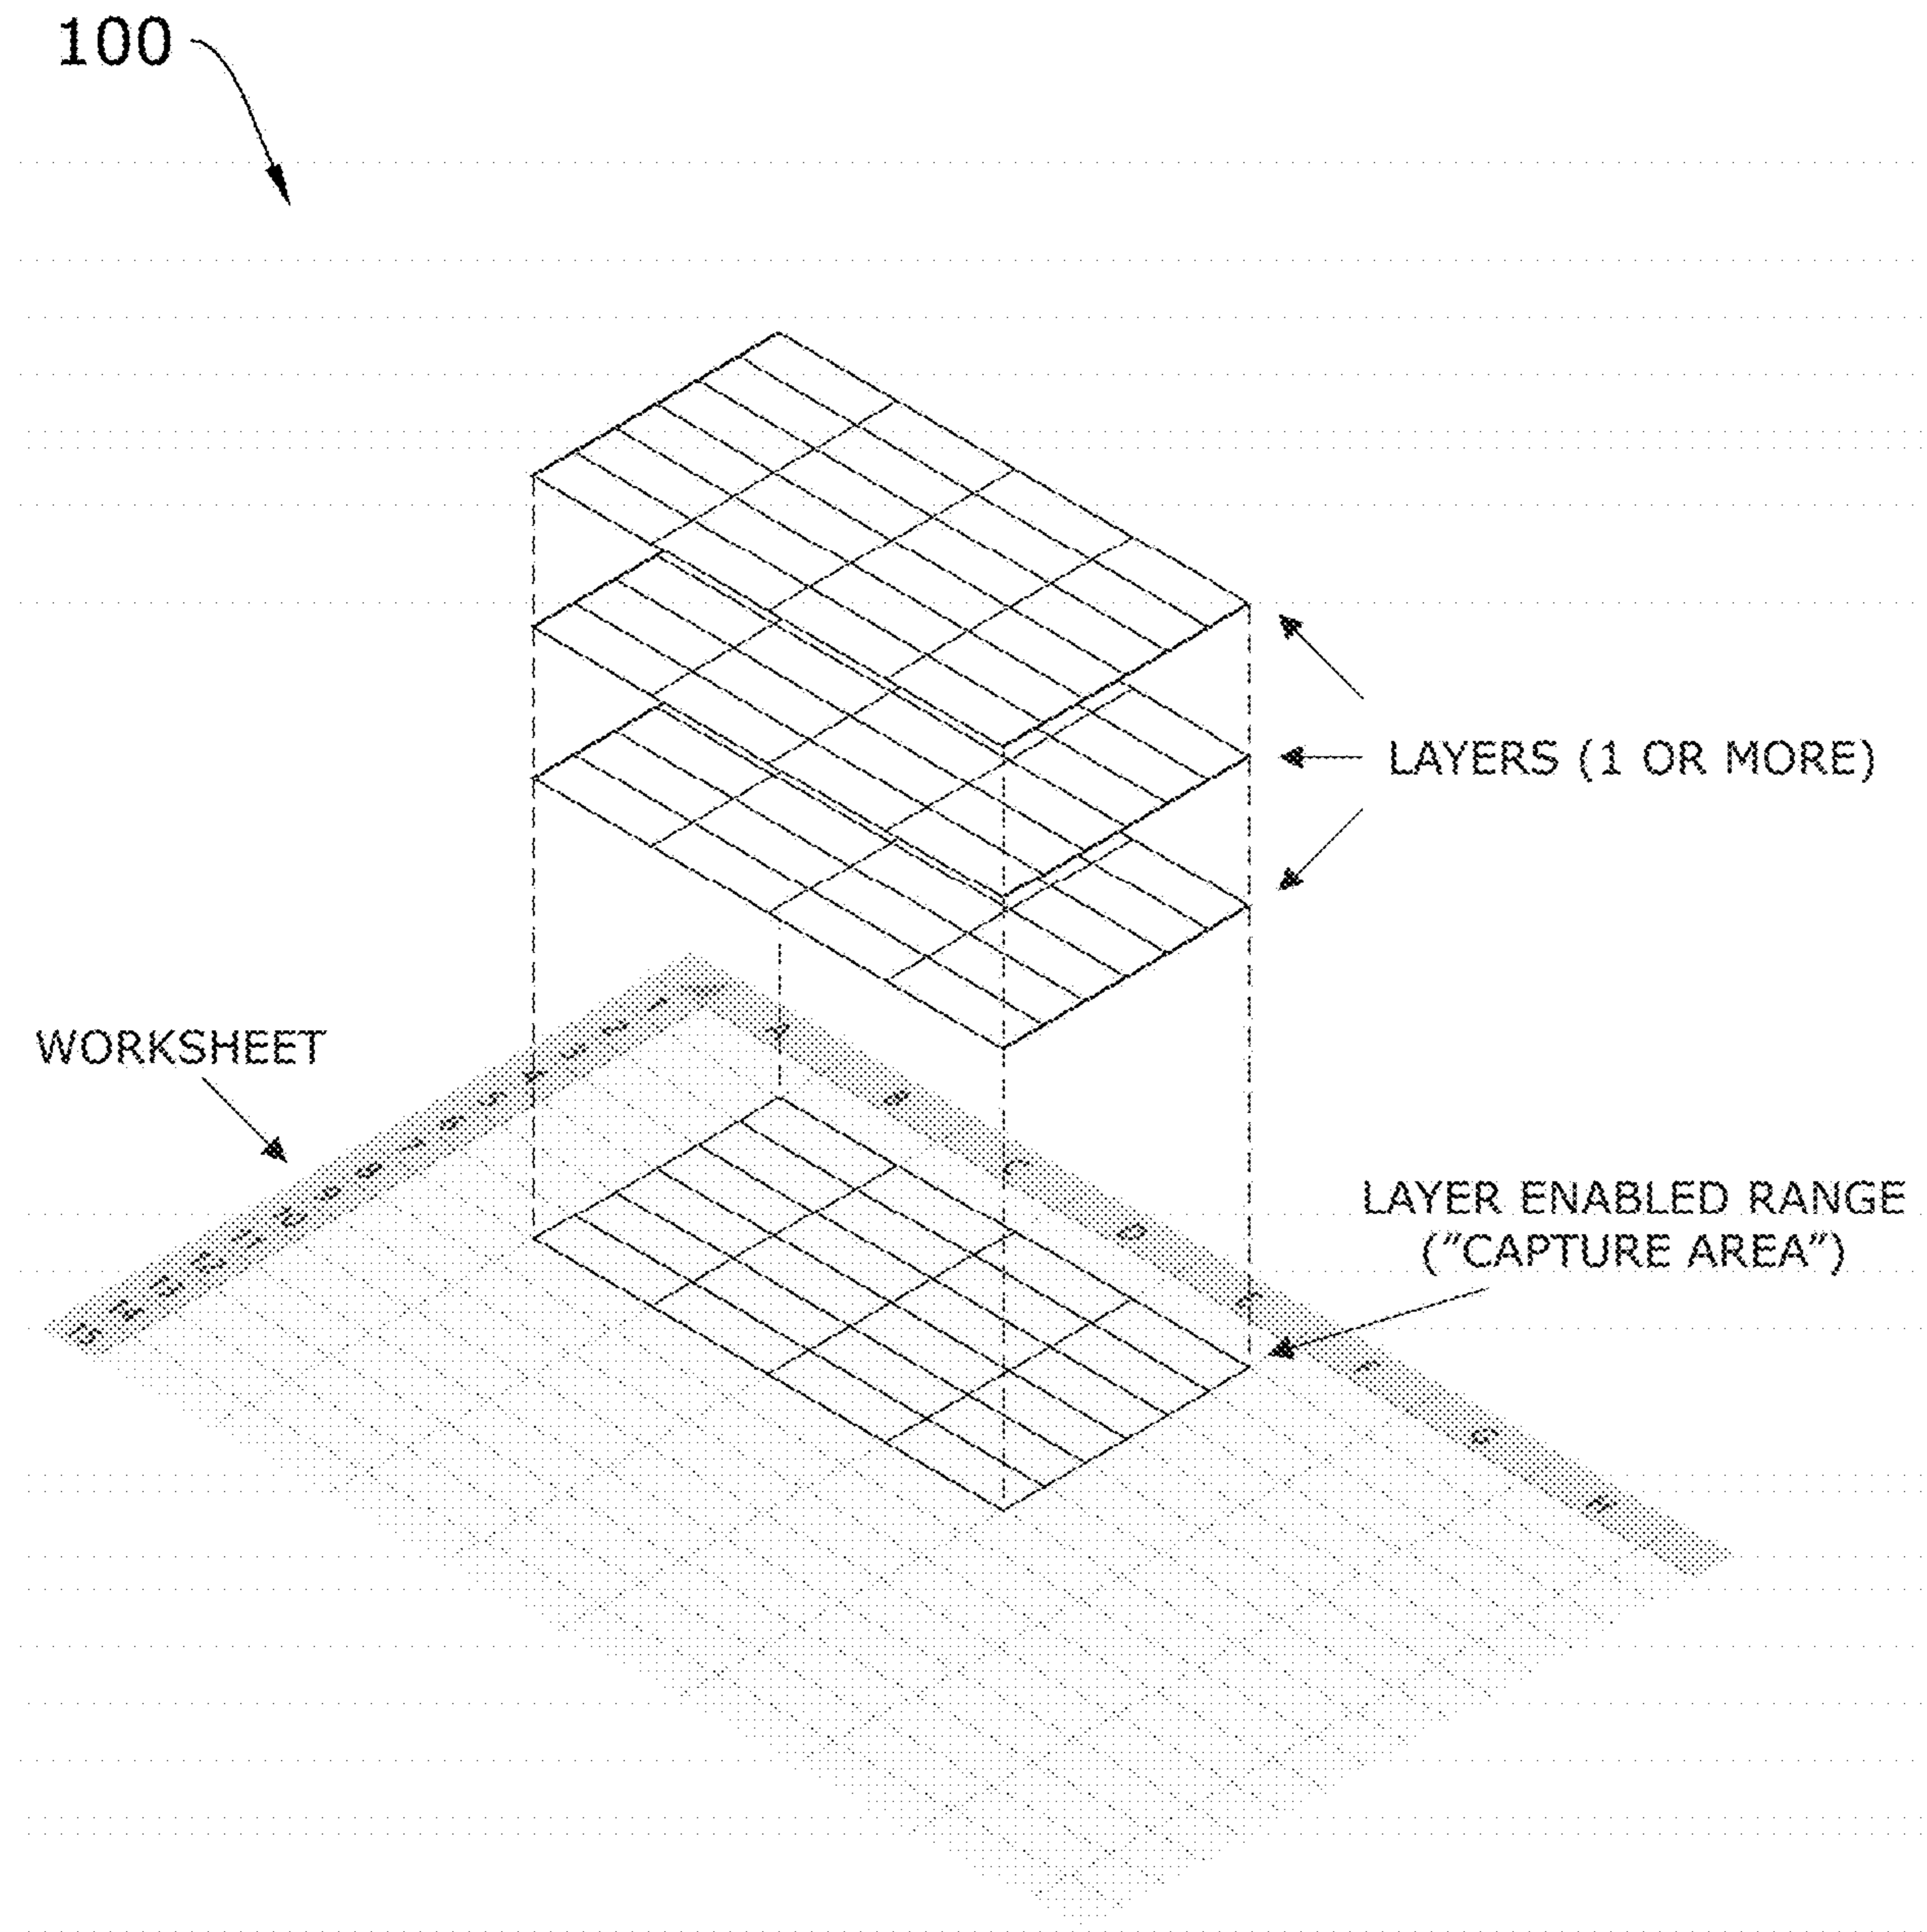 100
LAYERS (1 OR MORE)
WORKSHEET
LAYER ENABLED RANGE
("CAPTURE AREA")
A
B
C
D
G
H